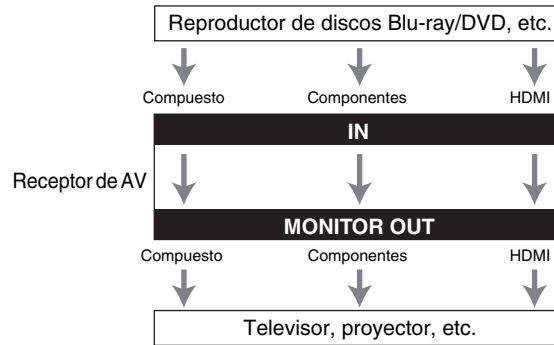 Reproductor de discos Blu-ray/DVD, etc.
Compuesto Componentes HDMI
IN
Receptor de AV
MONITOR OUT
Compuesto Componentes HDMI
Televisor, proyector, etc.